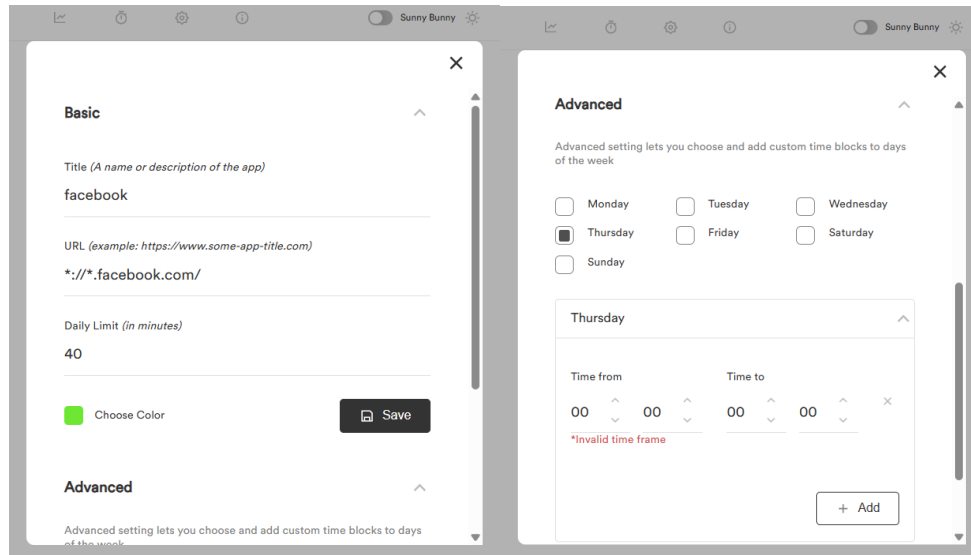 Sunny Bunny
Basic
Title (A name or description of the app)
facebook
URL (example: https://www.some-app-title.com)
*://*.facebook.com/
Daily Limit (in minutes)
40
Choose Color
Save
Advanced
Advanced setting lets you choose and add custom time blocks to days
of the week
Sunny Bunny
Advanced
Advanced setting lets you choose and add custom time blocks to days
of the week
Monday Tuesday Wednesday
Thursday Friday Saturday
Sunday
Thursday
Time from Time to
00 00 00 00
*Invalid time frame
+ Add